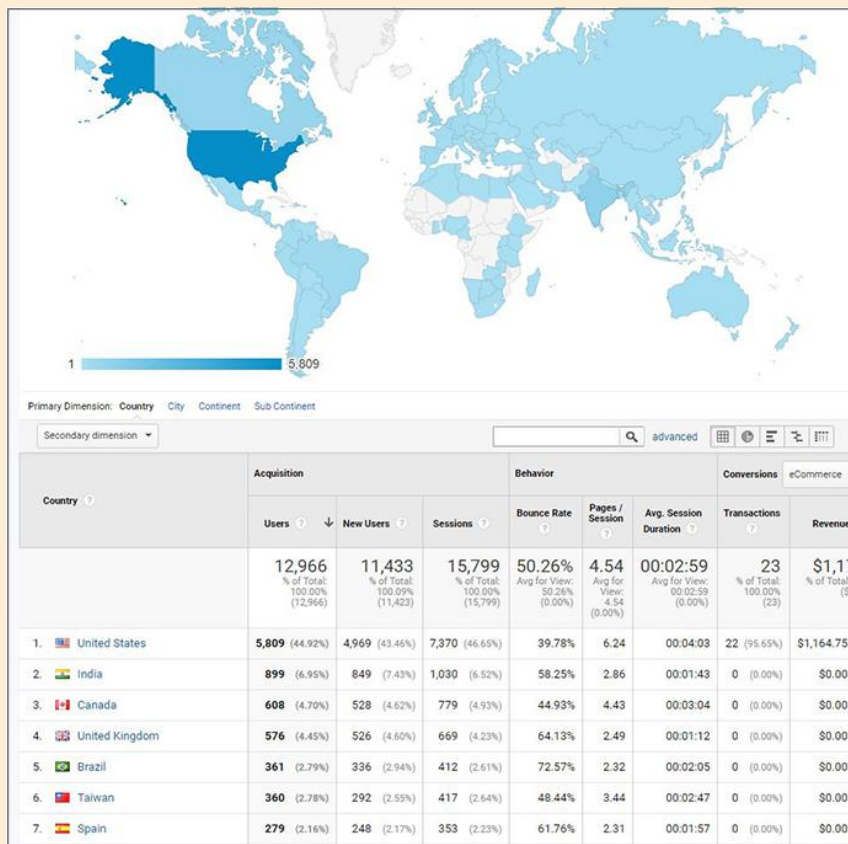 1 5,809
Primary Dimension: Country City Continent Sub Continent
Secondary dimension advanced
Acquisition Behavior Conversions eCommerce
Country ? Users ? New Users ? Sessions ? Bounce Rate ? Pages / Session ? Avg. Session Duration ? Transactions ? Revenue
12,966 11,433 15,799 50.26% 4.54 00:02:59 23 $1,17
% of Total: % of Total: % of Total: Avg for View: Avg for View: Avg for View: % of Total: % of Total
100.00% 100.09% 100.00% 50.26% 4.54 00:02:59 100.00% ($
(12,966) (11,423) (15,799) (0.00%) (0.00%) (0.00%) (23)
1. United States 5,809 (44.92%) 4,969 (43.46%) 7,370 (46.65%) 39.78% 6.24 00:04:03 22 (95.65%) $1,164.75
2. India 899 (6.95%) 849 (7.43%) 1,030 (6.52%) 58.25% 2.86 00:01:43 0 (0.00%) $0.00
3. Canada 608 (4.70%) 528 (4.62%) 779 (4.93%) 44.93% 4.43 00:03:04 0 (0.00%) $0.00
4. United Kingdom 576 (4.45%) 526 (4.60%) 669 (4.23%) 64.13% 2.49 00:01:12 0 (0.00%) $0.00
5. Brazil 361 (2.79%) 336 (2.94%) 412 (2.61%) 72.57% 2.32 00:02:05 0 (0.00%) $0.00
6. Taiwan 360 (2.78%) 292 (2.55%) 417 (2.64%) 48.44% 3.44 00:02:47 0 (0.00%) $0.00
7. Spain 279 (2.16%) 248 (2.17%) 353 (2.23%) 61.76% 2.31 00:01:57 0 (0.00%) $0.00